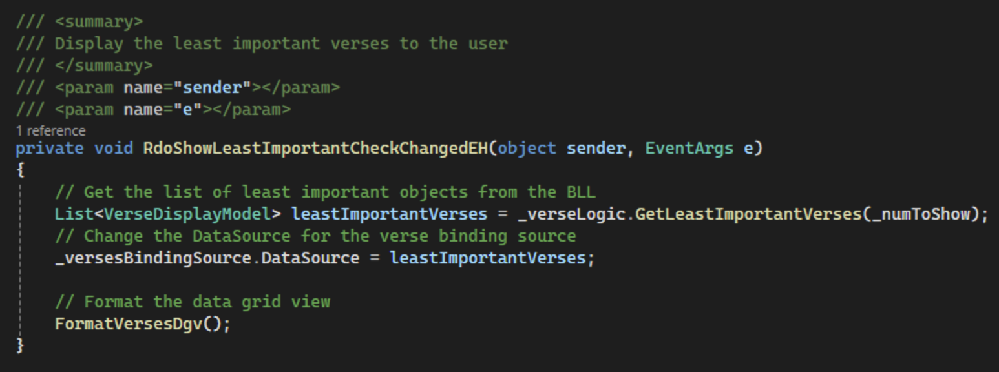 /// <summary>
/// Display the least important verses to the user
/// </summary>
/// <param name="sender"></param>
/// <param name="e"></param>
1 reference
private void RdoShowLeastImportantCheckChangedEH(object sender, EventArgs e)
{
    // Get the list of least important objects from the BLL
    List<VerseDisplayModel> leastImportantVerses = _verseLogic.GetLeastImportantVerses(_numToShow);
    // Change the DataSource for the verse binding source
    _versesBindingSource.DataSource = leastImportantVerses;

    // Format the data grid view
    FormatVersesDgv();
}